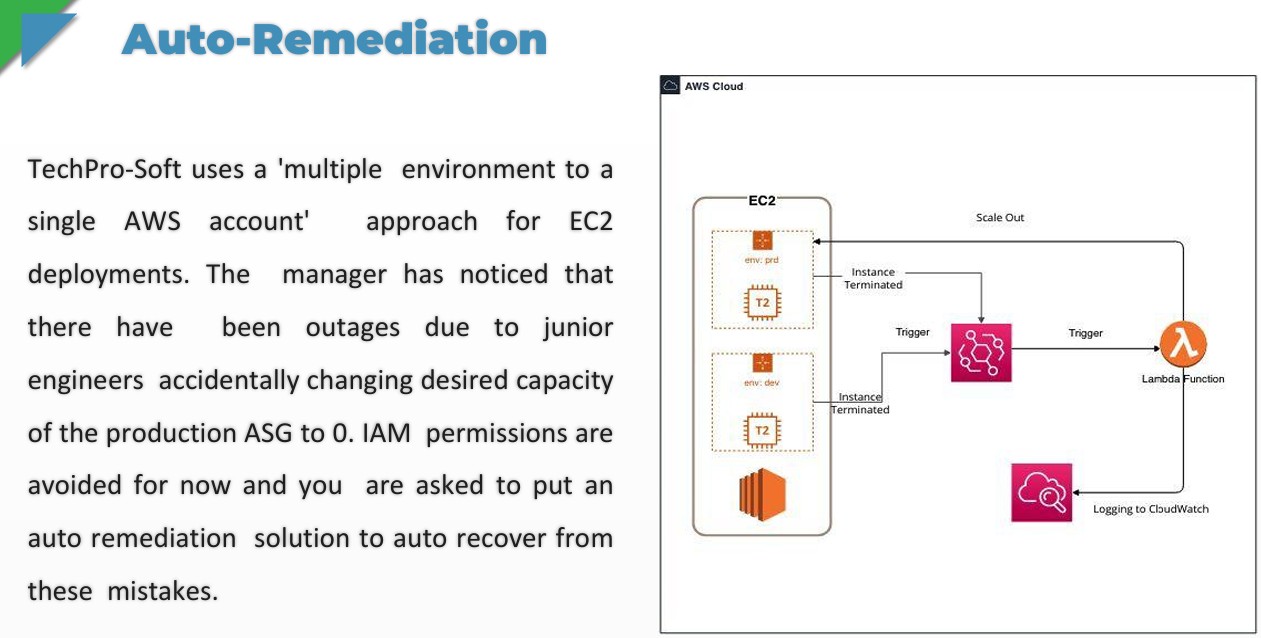 Auto-Remediation
TechPro-Soft uses a 'multiple environment to a
single AWS account' approach for EC2
deployments. The manager has noticed that
there have been outages due to junior
engineers accidentally changing desired capacity
of the production ASG to 0. IAM permissions are
avoided for now and you are asked to put an
auto remediation solution to auto recover from
these mistakes.
AWS Cloud
EC2
Scale Out
env: prd
Instance
Terminated
T2
Trigger
Trigger
Lambda Function
env: dev
Instance
Terminated
T2
Logging to CloudWatch